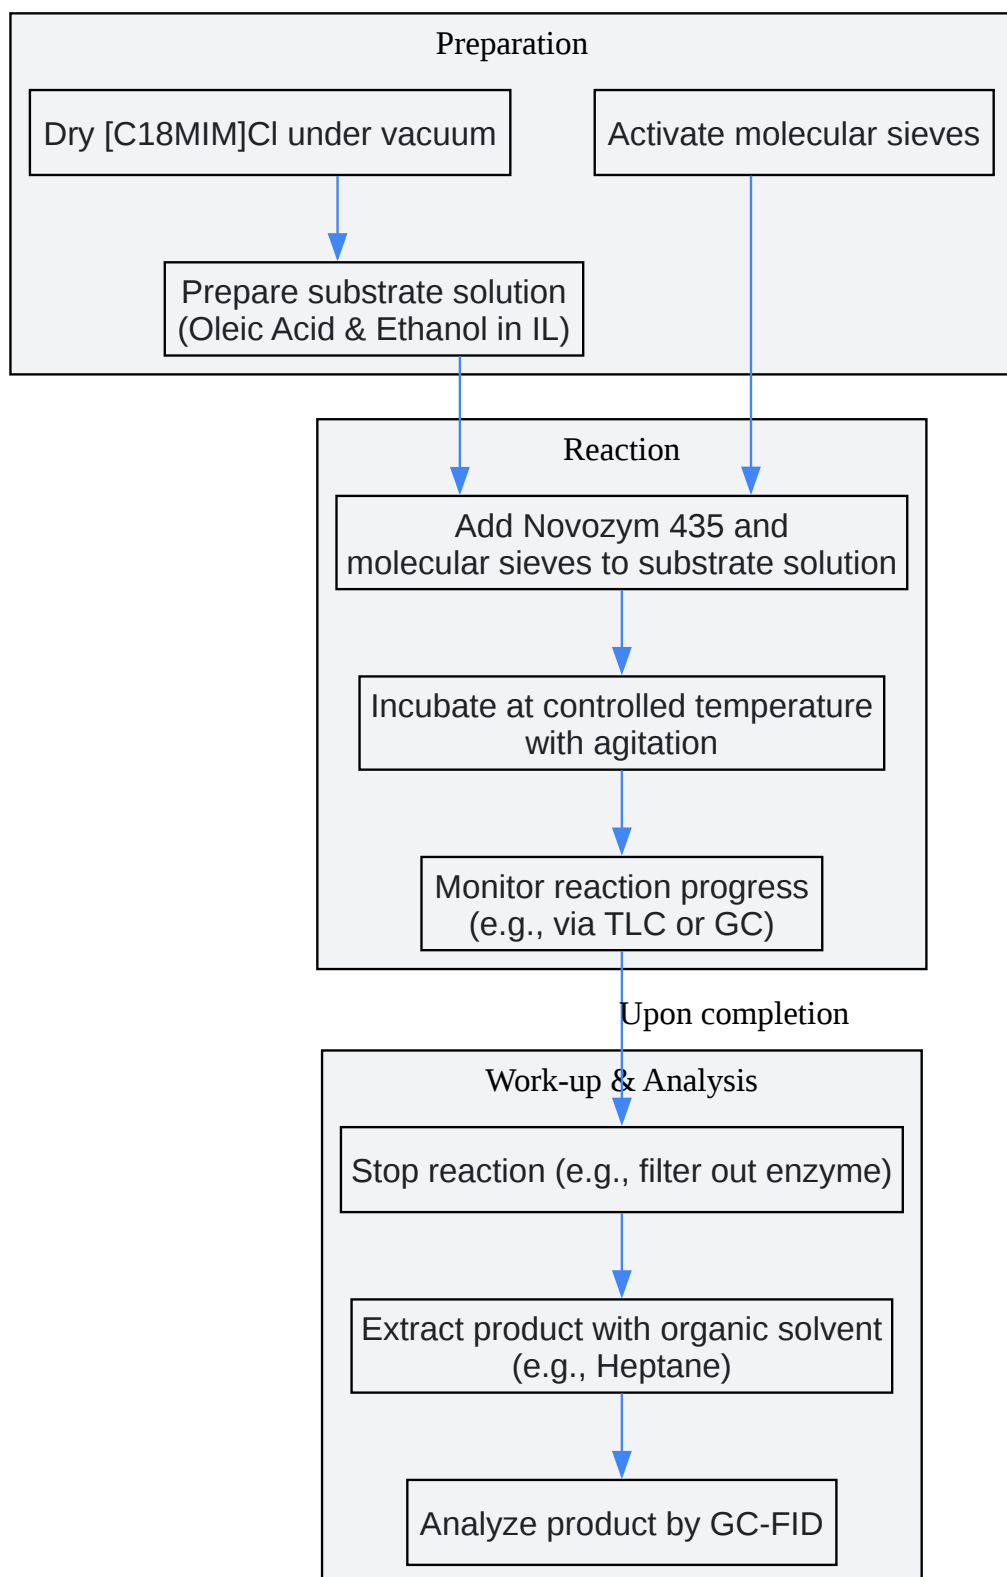 Preparation
Dry [C18MIM]Cl under vacuum
Activate molecular sieves
Prepare substrate solution
(Oleic Acid & Ethanol in IL)
Reaction
Add Novozym 435 and
molecular sieves to substrate solution
Incubate at controlled temperature
with agitation
Monitor reaction progress
(e.g., via TLC or GC)
Upon completion
Work-up & Analysis
Stop reaction (e.g., filter out enzyme)
Extract product with organic solvent
(e.g., Heptane)
Analyze product by GC-FID